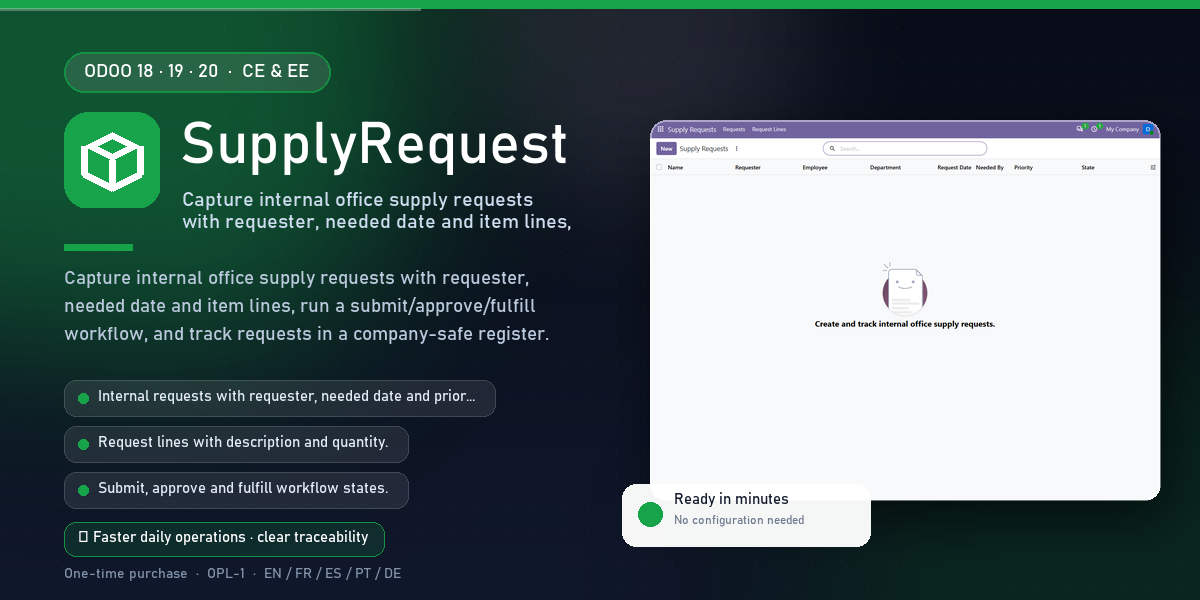 ODOO 18 · 19 · 20 · CE & EE
SupplyRequest
Capture internal office supply requests
with requester, needed date and item lines,
Capture internal office supply requests with requester,
needed date and item lines, run a submit/approve/fulfill
workflow, and track requests in a company-safe register.
Internal requests with requester, needed date and prior...
Request lines with description and quantity.
Submit, approve and fulfill workflow states.
Faster daily operations · clear traceability
One-time purchase · OPL-1 · EN / FR / ES / PT / DE
Supply Requests Requests Request Lines My Company D
New Supply Requests Search...
Name Requester Employee Department Request Date Needed By Priority State
Create and track internal office supply requests.
Ready in minutes
No configuration needed